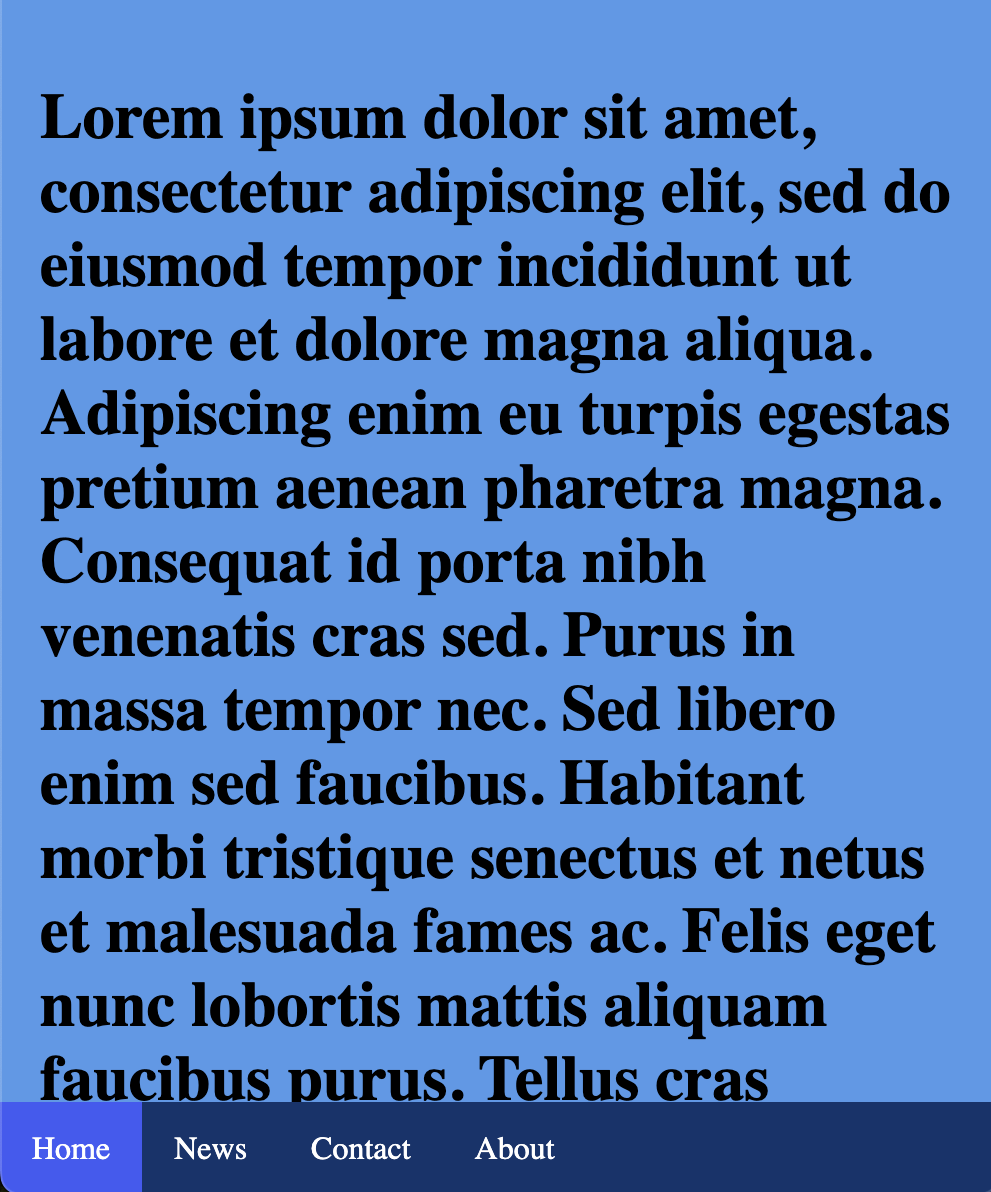 Lorem ipsum dolor sit amet,
consectetur adipiscing elit, sed do
eiusmod tempor incididunt ut
labore et dolore magna aliqua.
Adipiscing enim eu turpis egestas
pretium aenean pharetra magna.
Consequat id porta nibh
venenatis cras sed. Purus in
massa tempor nec. Sed libero
enim sed faucibus. Habitant
morbi tristique senectus et netus
et malesuada fames ac. Felis eget
nunc lobortis mattis aliquam
faucibus purus. Tellus cras
Home News Contact About